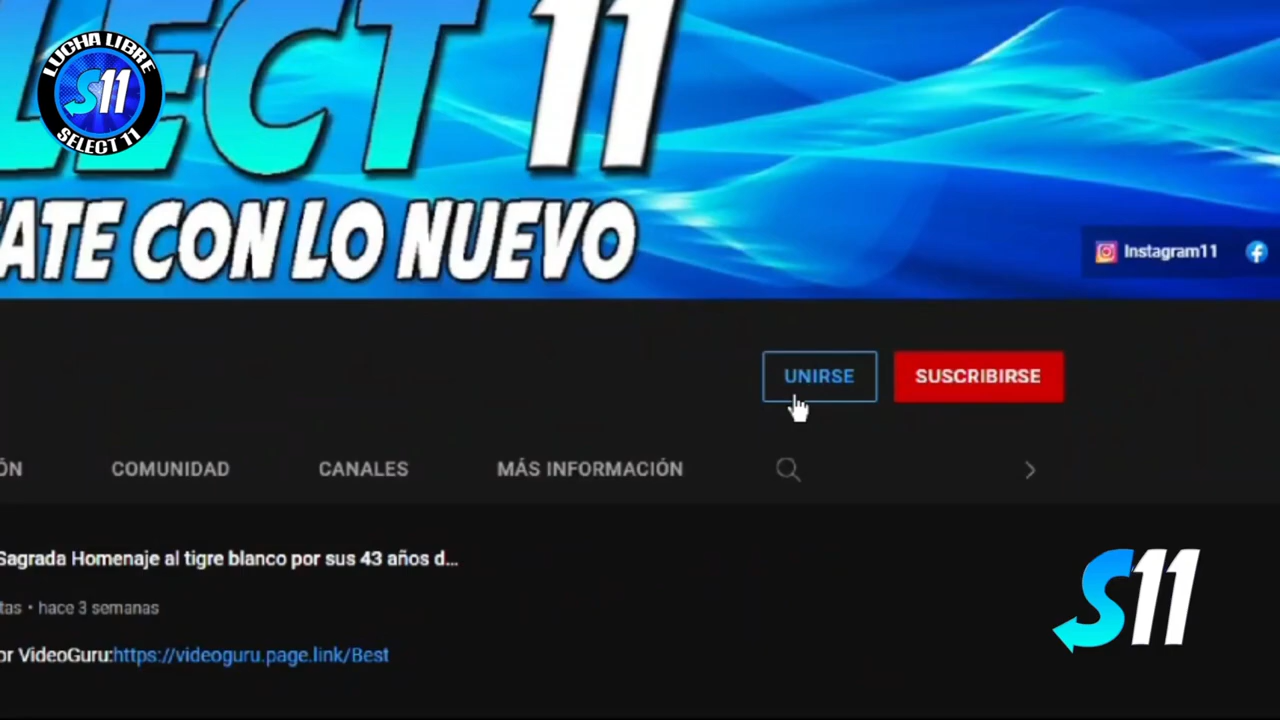 LECT 11
LUCHA LIBRE
S11
SELECT 11
ATE CON LO NUEVO
Instagram11
UNIRSE
SUSCRIBIRSE
ÓN
COMUNIDAD
CANALES
MÁS INFORMACIÓN
Sagrada Homenaje al tigre blanco por sus 43 años d...
tas • hace 3 semanas
or VideoGuru:https://videoguru.page.link/Best
S11